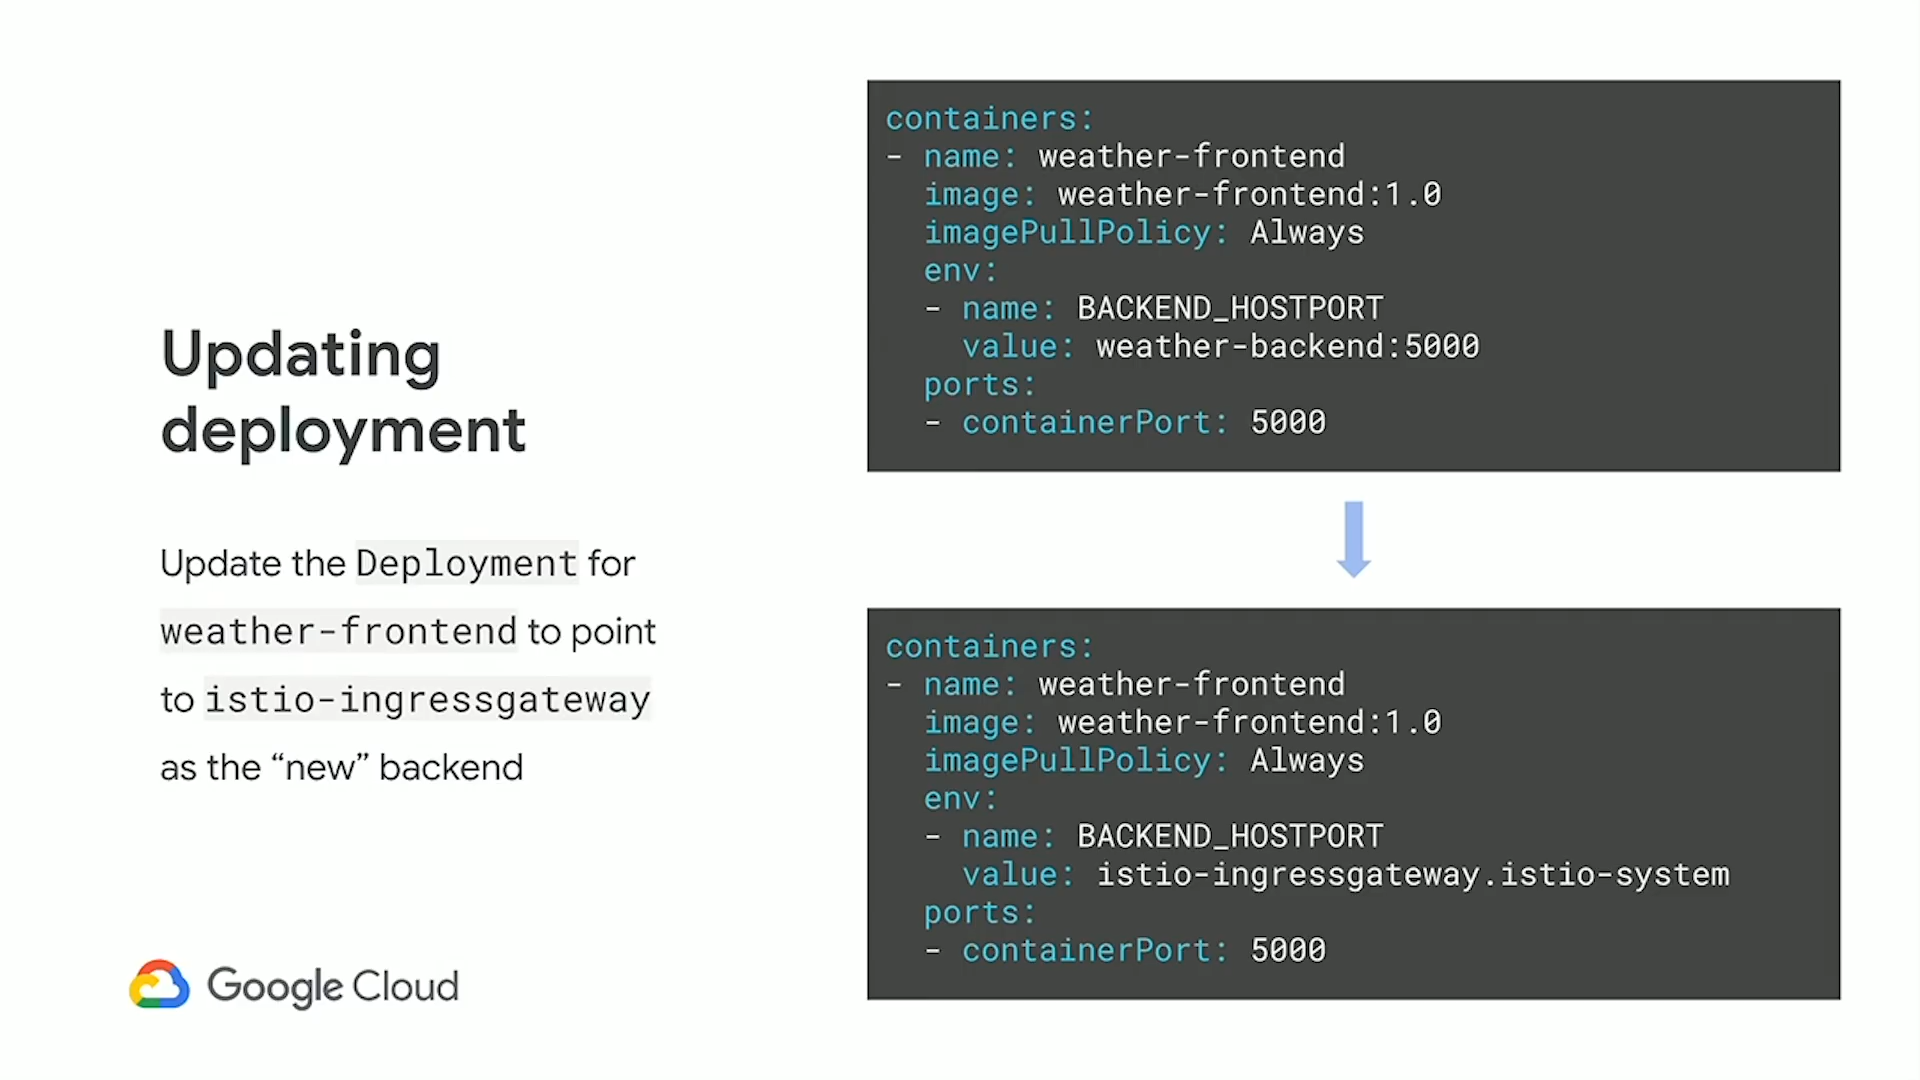 Updating
deployment
Update the Deployment for
weather-frontend to point
to istio-ingressgateway
as the “new” backend
containers:
- name: weather-frontend
  image: weather-frontend:1.0
  imagePullPolicy: Always
  env:
  - name: BACKEND_HOSTPORT
    value: weather-backend:5000
  ports:
  - containerPort: 5000
containers:
- name: weather-frontend
  image: weather-frontend:1.0
  imagePullPolicy: Always
  env:
  - name: BACKEND_HOSTPORT
    value: istio-ingressgateway.istio-system
  ports:
  - containerPort: 5000
Google Cloud